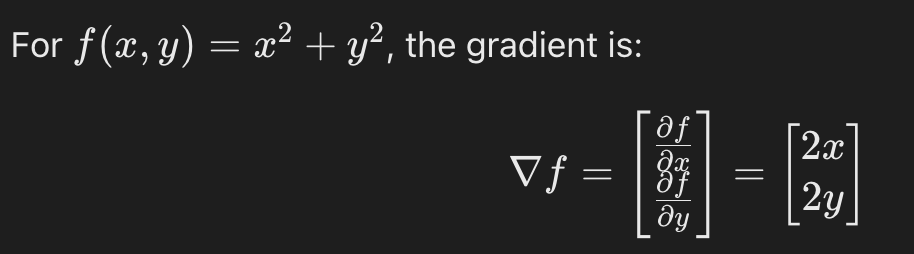 For f(x, y) = x² + y², the gradient is:
∇f = [∂f/∂x ∂f/∂y] = [2x 2y]